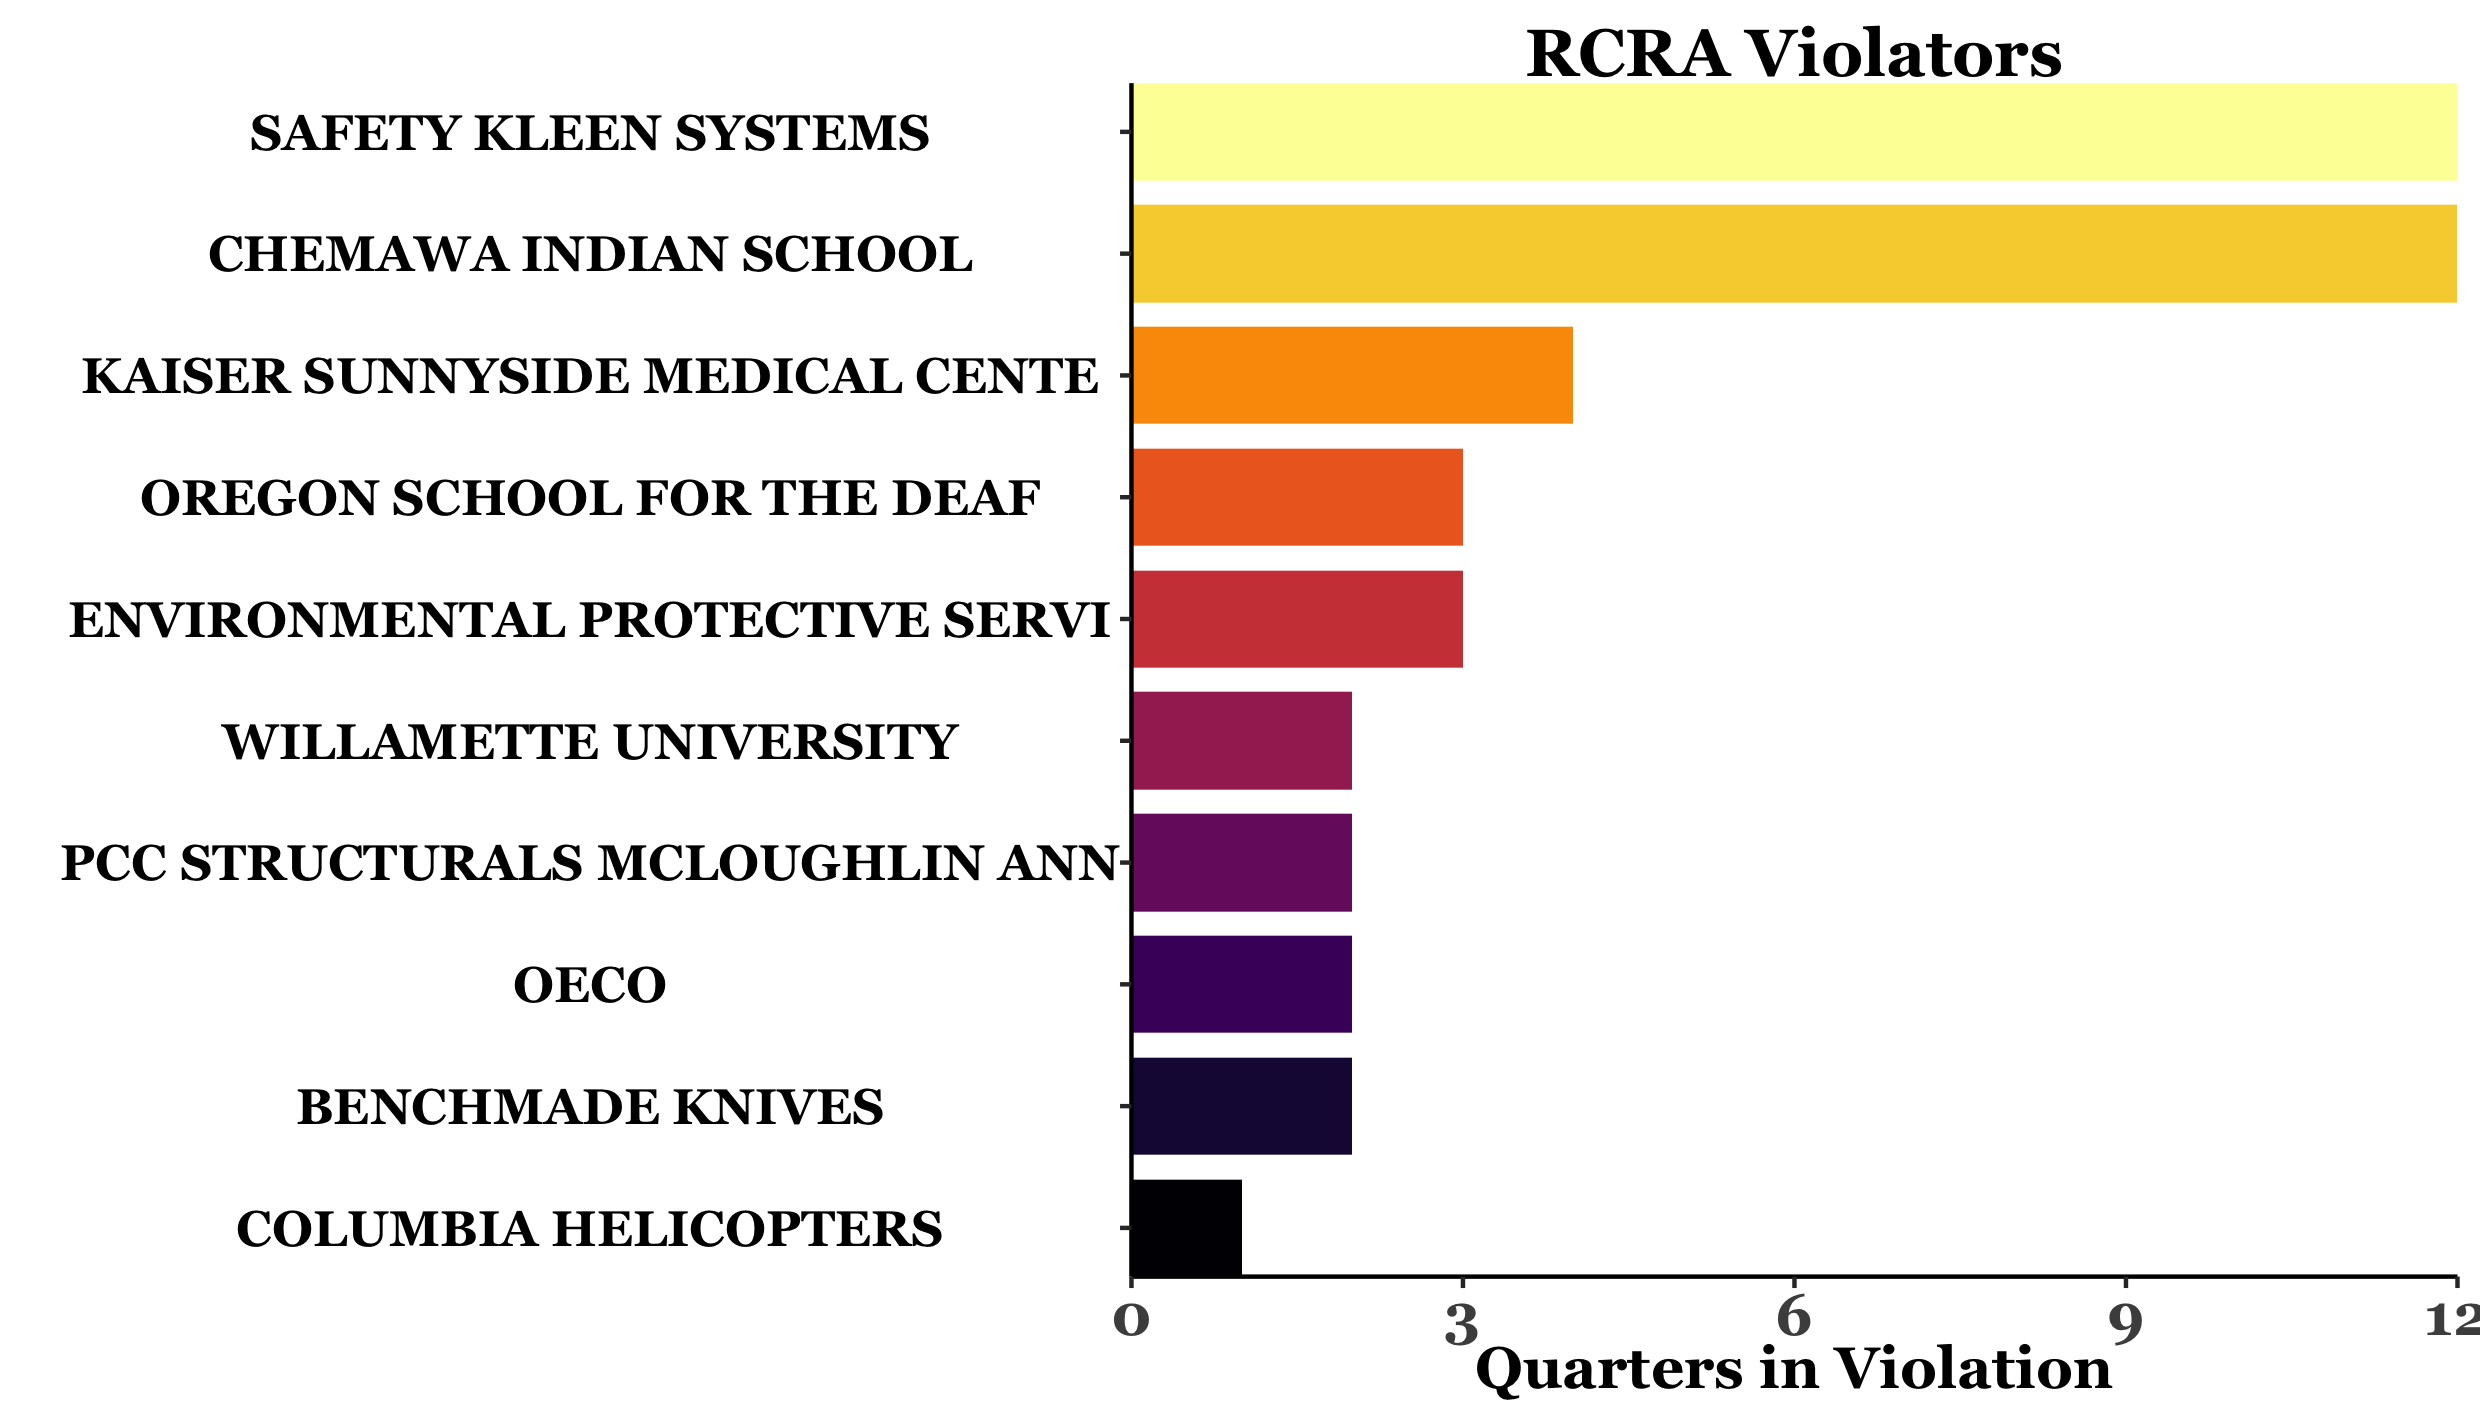 RCRA Violators
SAFETY KLEEN SYSTEMS
CHEMAWA INDIAN SCHOOL
KAISER SUNNYSIDE MEDICAL CENTE
OREGON SCHOOL FOR THE DEAF
ENVIRONMENTAL PROTECTIVE SERVI
WILLAMETTE UNIVERSITY
PCC STRUCTURALS MCLOUGHLIN ANN
OECO
BENCHMADE KNIVES
COLUMBIA HELICOPTERS
0 3 6 9 12
Quarters in Violation